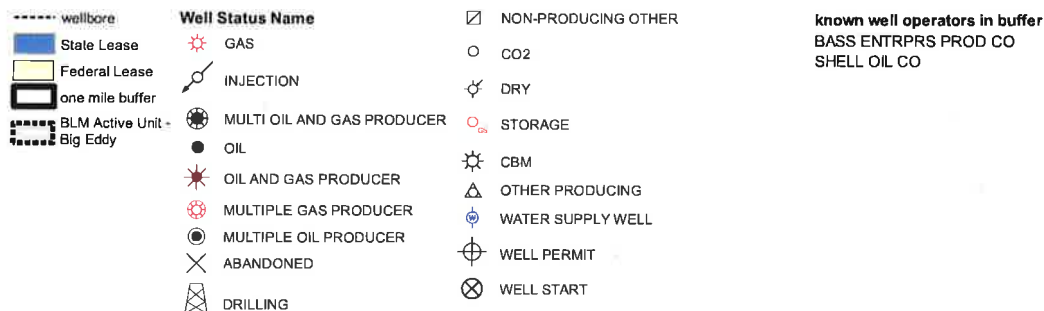 wellbore
State Lease
Federal Lease
one mile buffer
BLM Active Unit -
Big Eddy
Well Status Name
GAS
INJECTION
MULTI OIL AND GAS PRODUCER
OIL
OIL AND GAS PRODUCER
MULTIPLE GAS PRODUCER
MULTIPLE OIL PRODUCER
ABANDONED
DRILLING
NON-PRODUCING OTHER
CO2
DRY
STORAGE
CBM
OTHER PRODUCING
W WATER SUPPLY WELL
WELL PERMIT
WELL START
known well operators in buffer
BASS ENTRPRS PROD CO
SHELL OIL CO